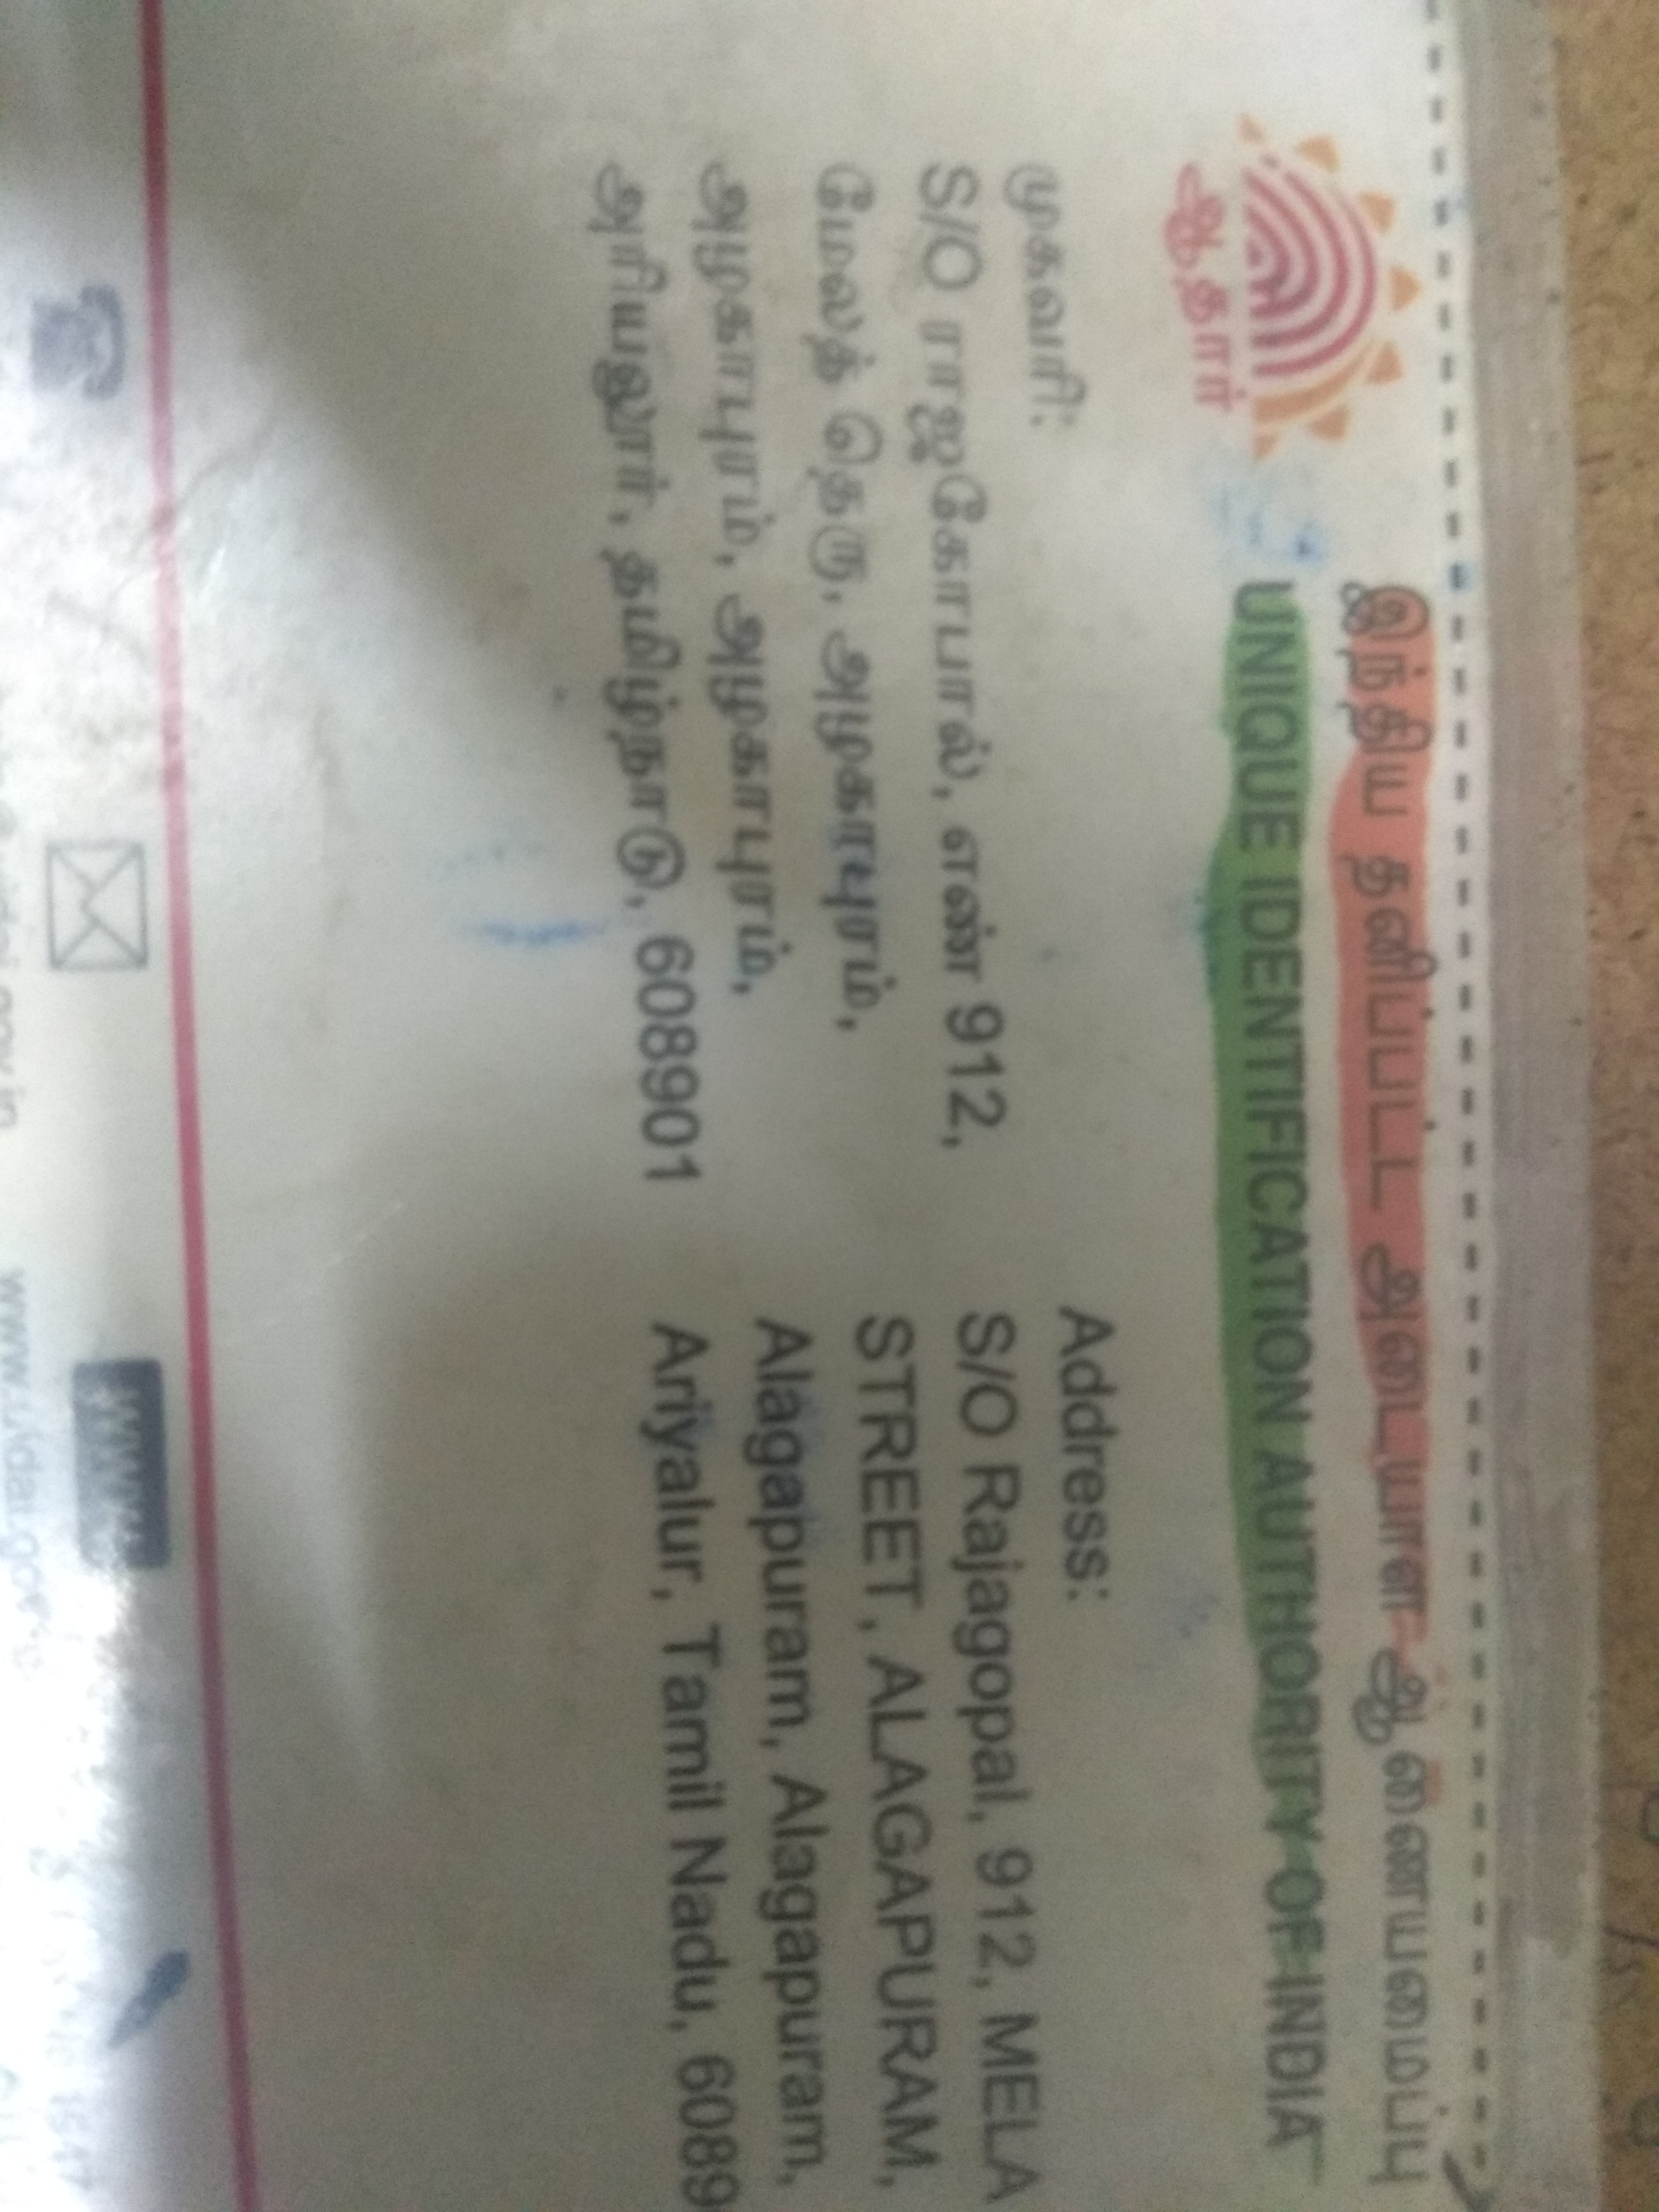 இந்திய தனிப்பட்ட அடையாள ஆணையமைப்பு
UNIQUE IDENTIFICATION AUTHORITY OF INDIA
ஆதார்
முகவரி:
S/O ராஜகோபால், எண் 912,
மேலத் தெரு, அழகாபுரம்,
அழகாபுரம், அழகாபுரம்,
அரியலூர், தமிழ்நாடு, 608901
Address:
S/O Rajagopal, 912, MELA
STREET, ALAGAPURAM,
Alagapuram, Alagapuram,
Ariyalur, Tamil Nadu, 6089